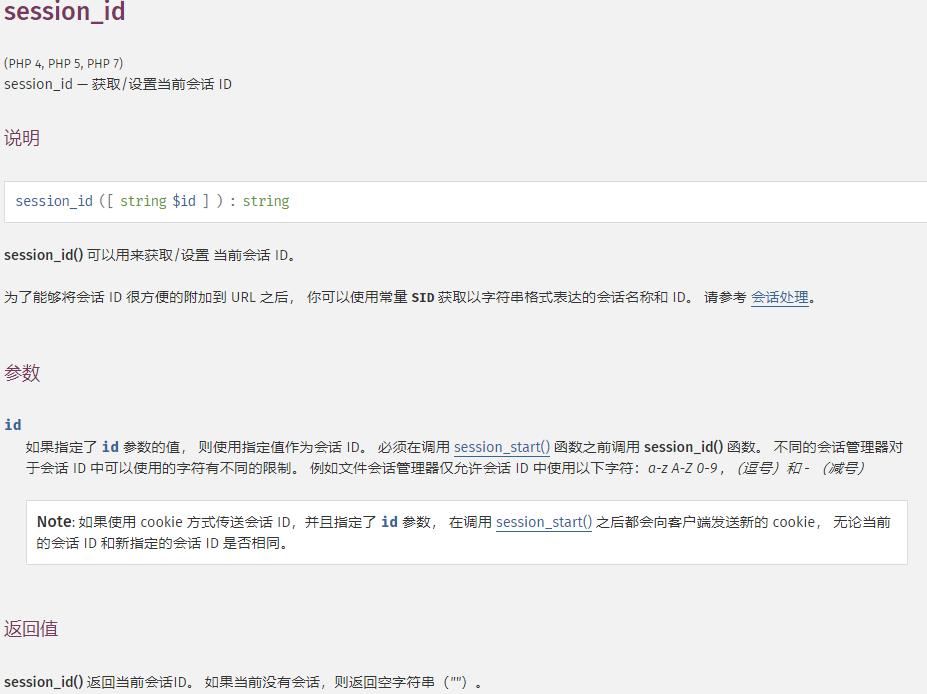 session_id
(PHP 4, PHP 5, PHP 7)
session_id — 获取/设置当前会话 ID
说明
session_id ([ string $id ] ) : string
session_id() 可以用来获取/设置 当前会话 ID。
为了能够将会话 ID 很方便的附加到 URL 之后， 你可以使用常量 SID 获取以字符串格式表达的会话名称和 ID。 请参考 会话处理。
参数
id
如果指定了 id 参数的值， 则使用指定值作为会话 ID。 必须在调用 session_start() 函数之前调用 session_id() 函数。 不同的会话管理器对
于会话 ID 中可以使用的字符有不同的限制。 例如文件会话管理器仅允许会话 ID 中使用以下字符：a-z A-Z 0-9 , （逗号）和 - （减号）
Note: 如果使用 cookie 方式传送会话 ID，并且指定了 id 参数， 在调用 session_start() 之后都会向客户端发送新的 cookie， 无论当前
的会话 ID 和新指定的会话 ID 是否相同。
返回值
session_id() 返回当前会话ID。 如果当前没有会话，则返回空字符串（""）。